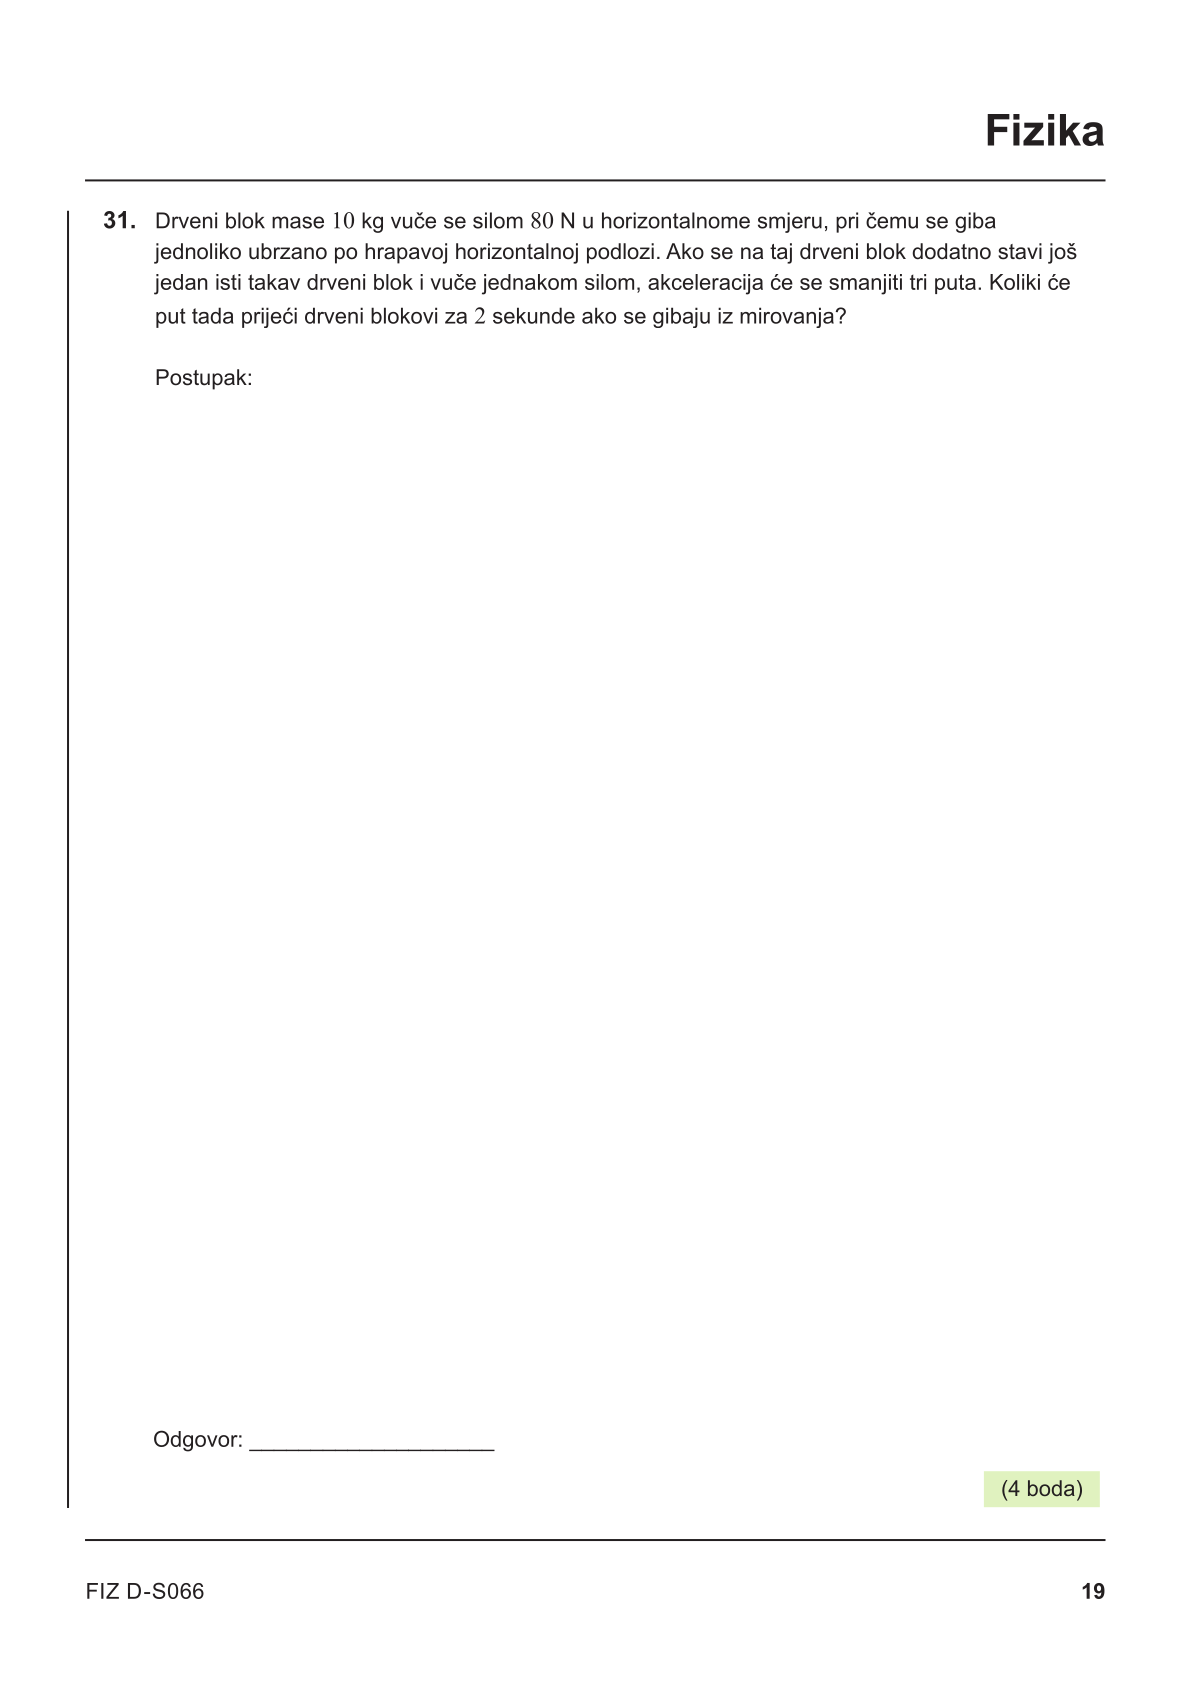 Fizika
31. Drveni blok mase 10 kg vuče se silom 80 N u horizontalnome smjeru, pri čemu se giba
jednoliko ubrzano po hrapavoj horizontalnoj podlozi. Ako se na taj drveni blok dodatno stavi još
jedan isti takav drveni blok i vuče jednakom silom, akceleracija će se smanjiti tri puta. Koliki će
put tada prijeći drveni blokovi za 2 sekunde ako se gibaju iz mirovanja?
Postupak:
Odgovor: ____________________
(4 boda)
FIZ D-S066
19